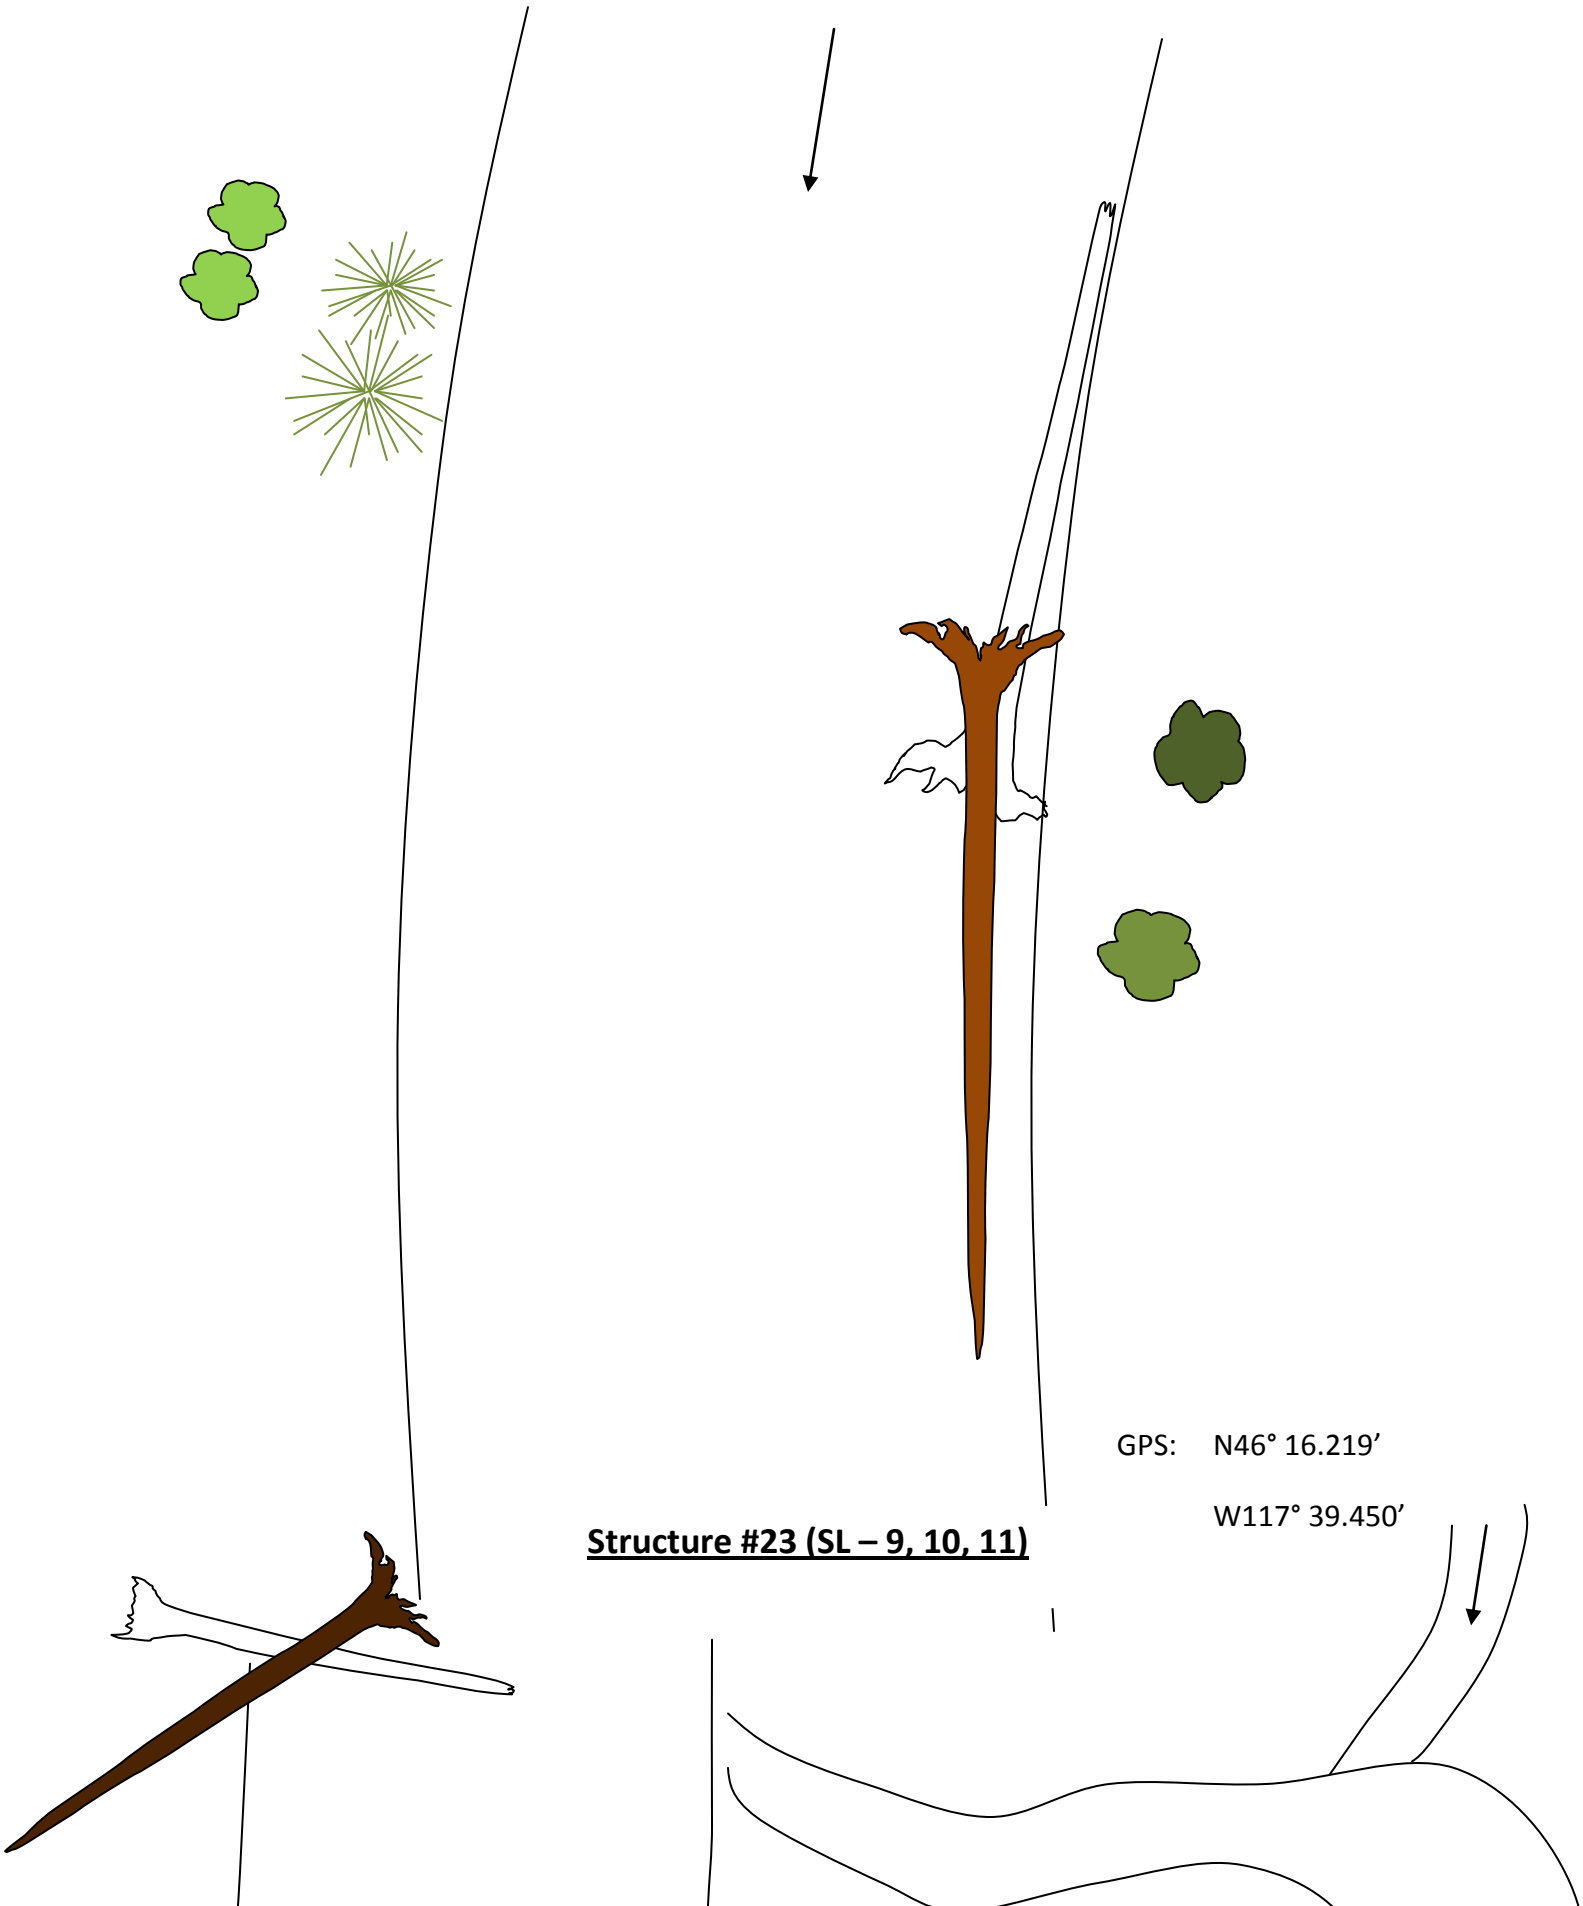 GPS: N46° 16.219’
W117° 39.450’
Structure #23 (SL – 9, 10, 11)